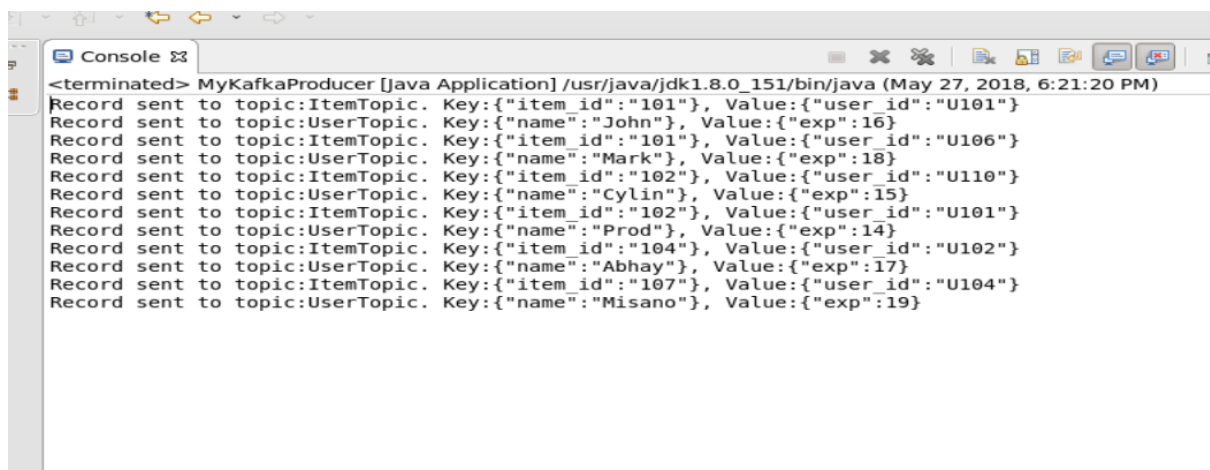 Console
<terminated> MyKafkaProducer [Java Application] /usr/java/jdk1.8.0_151/bin/java (May 27, 2018, 6:21:20 PM)
Record sent to topic:ItemTopic. Key:{"item_id":"101"}, Value:{"user_id":"U101"}
Record sent to topic:UserTopic. Key:{"name":"John"}, Value:{"exp":16}
Record sent to topic:ItemTopic. Key:{"item_id":"101"}, Value:{"user_id":"U106"}
Record sent to topic:UserTopic. Key:{"name":"Mark"}, Value:{"exp":18}
Record sent to topic:ItemTopic. Key:{"item_id":"102"}, Value:{"user_id":"U110"}
Record sent to topic:UserTopic. Key:{"name":"Cylin"}, Value:{"exp":15}
Record sent to topic:ItemTopic. Key:{"item_id":"102"}, Value:{"user_id":"U101"}
Record sent to topic:UserTopic. Key:{"name":"Prod"}, Value:{"exp":14}
Record sent to topic:ItemTopic. Key:{"item_id":"104"}, Value:{"user_id":"U102"}
Record sent to topic:UserTopic. Key:{"name":"Abhay"}, Value:{"exp":17}
Record sent to topic:ItemTopic. Key:{"item_id":"107"}, Value:{"user_id":"U104"}
Record sent to topic:UserTopic. Key:{"name":"Misano"}, Value:{"exp":19}